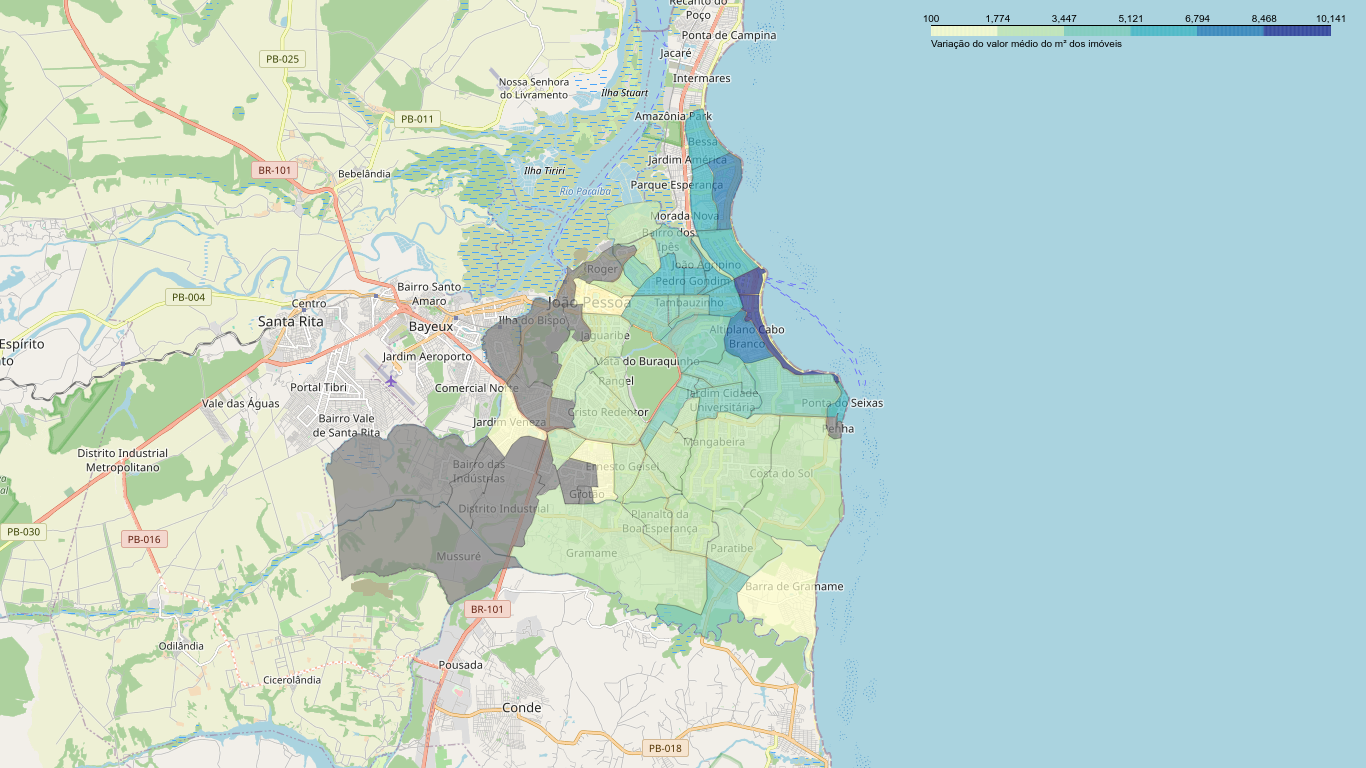 Recanto do
Poço
Ponta de Campina
Jacaré
Intermares
100 1,774 3,447 5,121 6,794 8,468 10,141
Variação do valor médio do m² dos imóveis
PB-025
Nossa Senhora
do Livramento
Ilha Stuart
PB-011
Amazônia Park
Bessa
Jardim América
BR-101
Bebelândia
Ilha Tiriri
Parque Esperança
Rio Paraíba
Morada Nova
Bairro dos
Ipês
João Agripino
Roger
Pedro Gondim
PB-004
Bairro Santo
Amaro
Centro
João Pessoa
Tambauzinho
Santa Rita
Bayeux
Ilha do Bispo
Altiplano Cabo
Branco
Jaguaribe
Espírito
to
Jardim Aeroporto
Mata do Buraquinho
Portal Tibri
Comercial Norte
Rangel
Jardim Cidade
Universitária
Vale das Águas
Ponta do Seixas
Bairro Vale
de Santa Rita
Cristo Redentor
Jardim Veneza
Penha
Mangabeira
Distrito Industrial
Metropolitano
Bairro das
Indústrias
Ernesto Geisel
Costa do Sol
Grotão
Distrito Industrial
Planalto da
Boa Esperança
PB-030
PB-016
Mussuré
Gramame
Paratibe
Barra de Gramame
BR-101
Odilândia
Pousada
Cicerolândia
Conde
PB-018